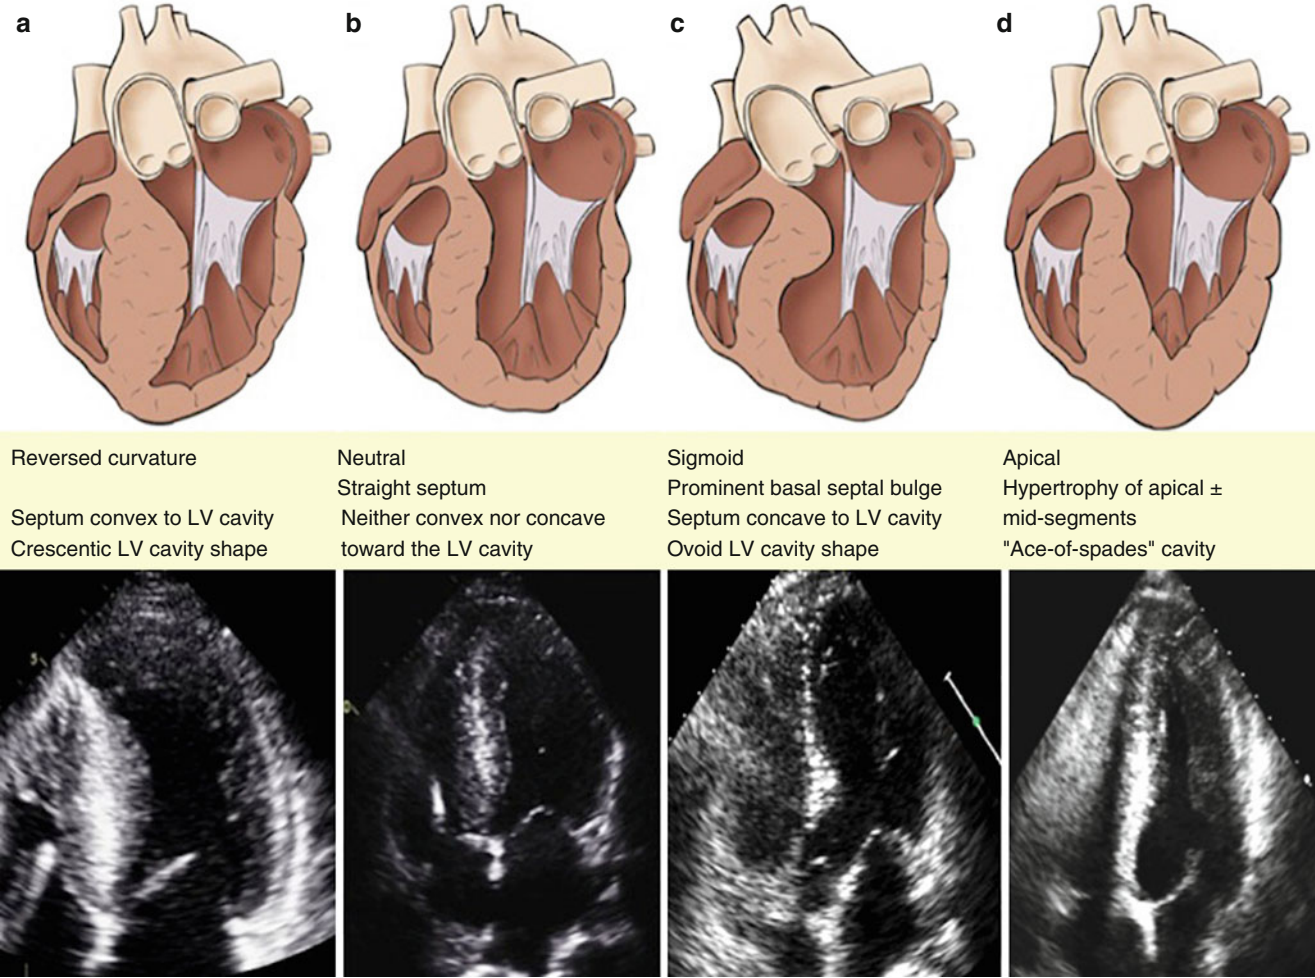 a
b
c
d
Reversed curvature
Septum convex to LV cavity
Crescentic LV cavity shape
Neutral
Straight septum
Neither convex nor concave
toward the LV cavity
Sigmoid
Prominent basal septal bulge
Septum concave to LV cavity
Ovoid LV cavity shape
Apical
Hypertrophy of apical ±
mid-segments
"Ace-of-spades" cavity
5